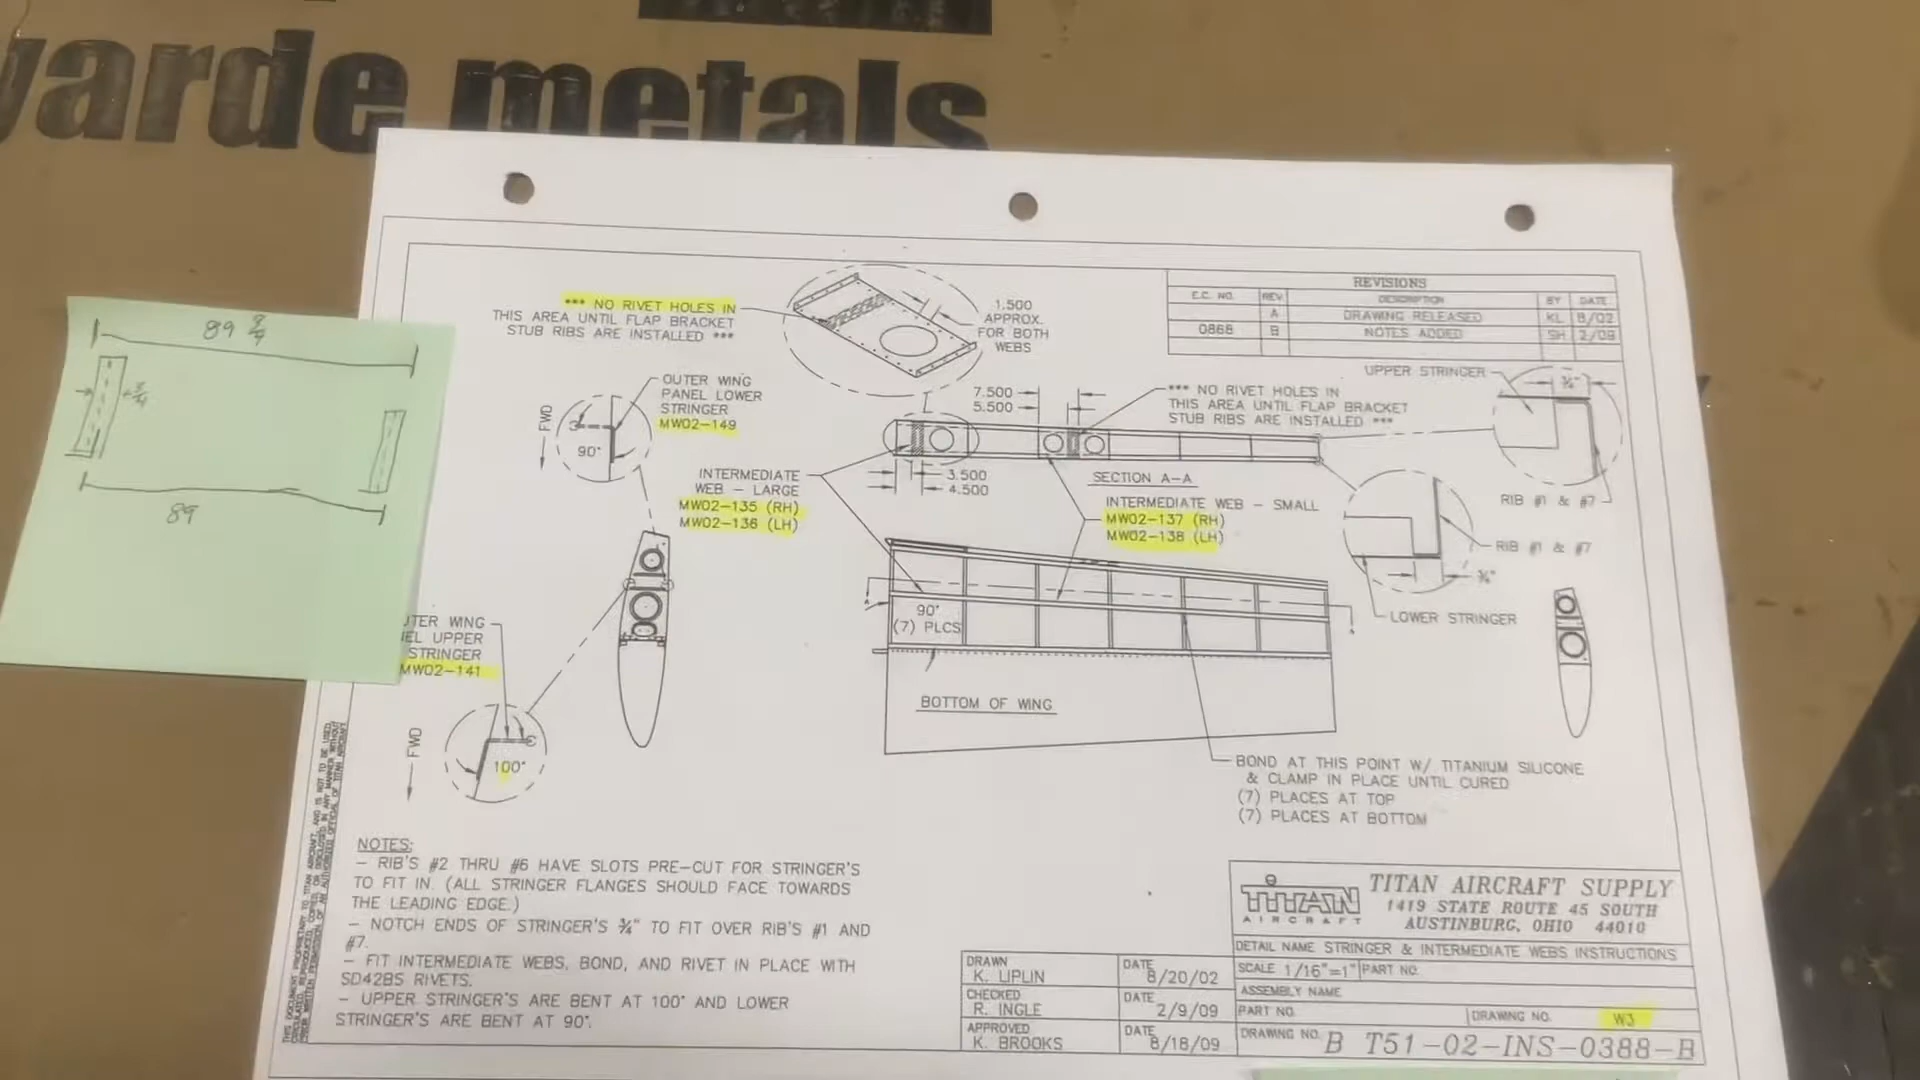 yarde metals
89 3/4
3/4
89
*** NO RIVET HOLES IN
THIS AREA UNTIL FLAP BRACKET
STUB RIBS ARE INSTALLED ***
1.500
APPROX.
FOR BOTH
WEBS
REVISIONS
E.C. NO. REV. DESCRIPTION BY DATE
A DRAWING RELEASED KL 8/02
0868 B NOTES ADDED SH 2/09
OUTER WING
PANEL LOWER
STRINGER
MW02-149
FWD
90°
7.500
5.500
*** NO RIVET HOLES IN
THIS AREA UNTIL FLAP BRACKET
STUB RIBS ARE INSTALLED ***
UPPER STRINGER
¾"
RIB #1 & #7
INTERMEDIATE
WEB - LARGE
MW02-135 (RH)
MW02-136 (LH)
3.500
4.500
SECTION A-A
INTERMEDIATE WEB - SMALL
MW02-137 (RH)
MW02-138 (LH)
RIB #1 & #7
¾"
LOWER STRINGER
UTER WING
EL UPPER
STRINGER
MW02-141
FWD
100°
90°
(7) PLCS
BOTTOM OF WING
BOND AT THIS POINT W/ TITANIUM SILICONE
& CLAMP IN PLACE UNTIL CURED
(7) PLACES AT TOP
(7) PLACES AT BOTTOM
NOTES:
- RIB'S #2 THRU #6 HAVE SLOTS PRE-CUT FOR STRINGER'S
TO FIT IN. (ALL STRINGER FLANGES SHOULD FACE TOWARDS
THE LEADING EDGE.)
- NOTCH ENDS OF STRINGER'S ¾" TO FIT OVER RIB'S #1 AND
#7.
- FIT INTERMEDIATE WEBS, BOND, AND RIVET IN PLACE WITH
SD42BS RIVETS.
- UPPER STRINGER'S ARE BENT AT 100° AND LOWER
STRINGER'S ARE BENT AT 90°.
DRAWN K. LIPLIN DATE 8/20/02
CHECKED R. INGLE DATE 2/9/09
APPROVED K. BROOKS DATE 8/18/09
TITAN
AIRCRAFT
TITAN AIRCRAFT SUPPLY
1419 STATE ROUTE 45 SOUTH
AUSTINBURG, OHIO 44010
DETAIL NAME STRINGER & INTERMEDIATE WEBS INSTRUCTIONS
SCALE 1/16"=1" PART NO.
ASSEMBLY NAME
PART NO. DRAWING NO. W3
DRAWING NO. B T51-02-INS-0388-B